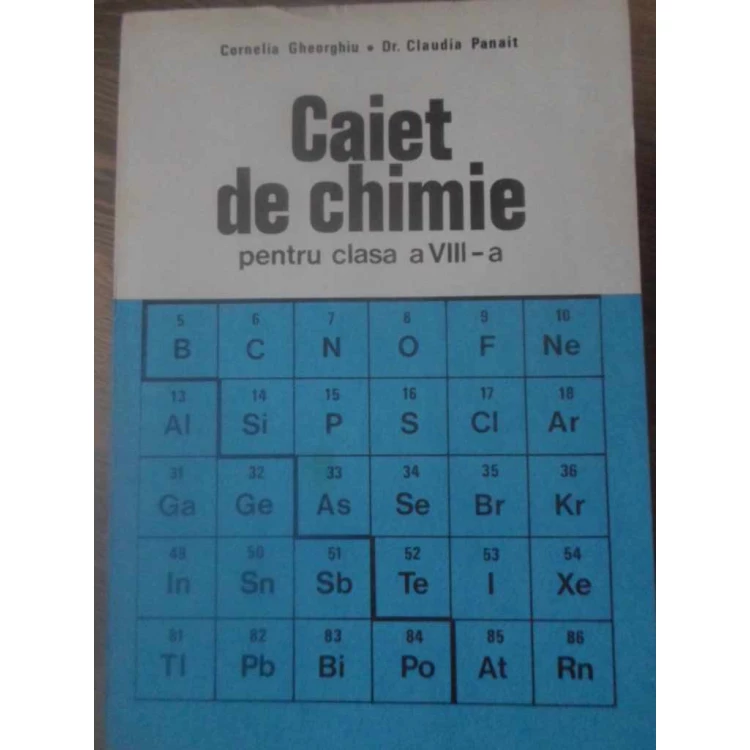 Cornelia Gheorghiu • Dr. Claudia Panait
Caiet
de chimie
pentru clasa a VIII-a
5 6 7 8 9 10
B C N O F Ne
13 14 15 16 17 18
Al Si P S Cl Ar
31 32 33 34 35 36
Ga Ge As Se Br Kr
49 50 51 52 53 54
In Sn Sb Te I Xe
81 82 83 84 85 86
Tl Pb Bi Po At Rn